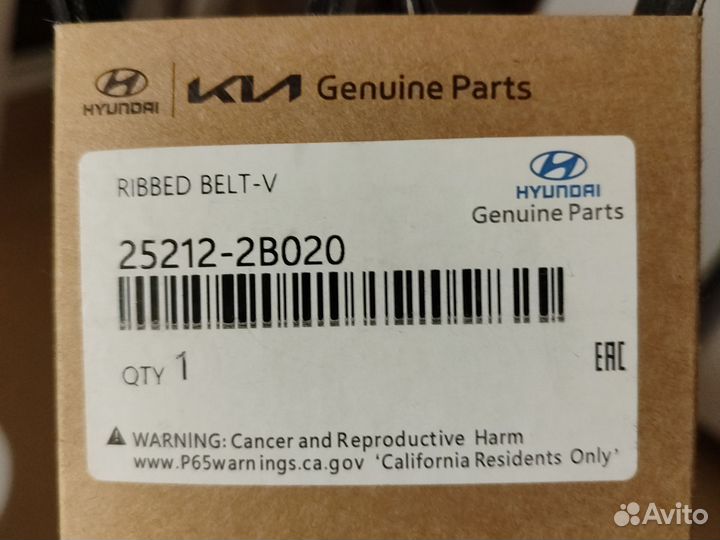 HYUNDAI KIA Genuine Parts
RIBBED BELT-V
HYUNDAI
Genuine Parts
25212-2B020
QTY 1
EAC
WARNING: Cancer and Reproductive Harm
www.P65warnings.ca.gov 'California Residents Only'
Avito